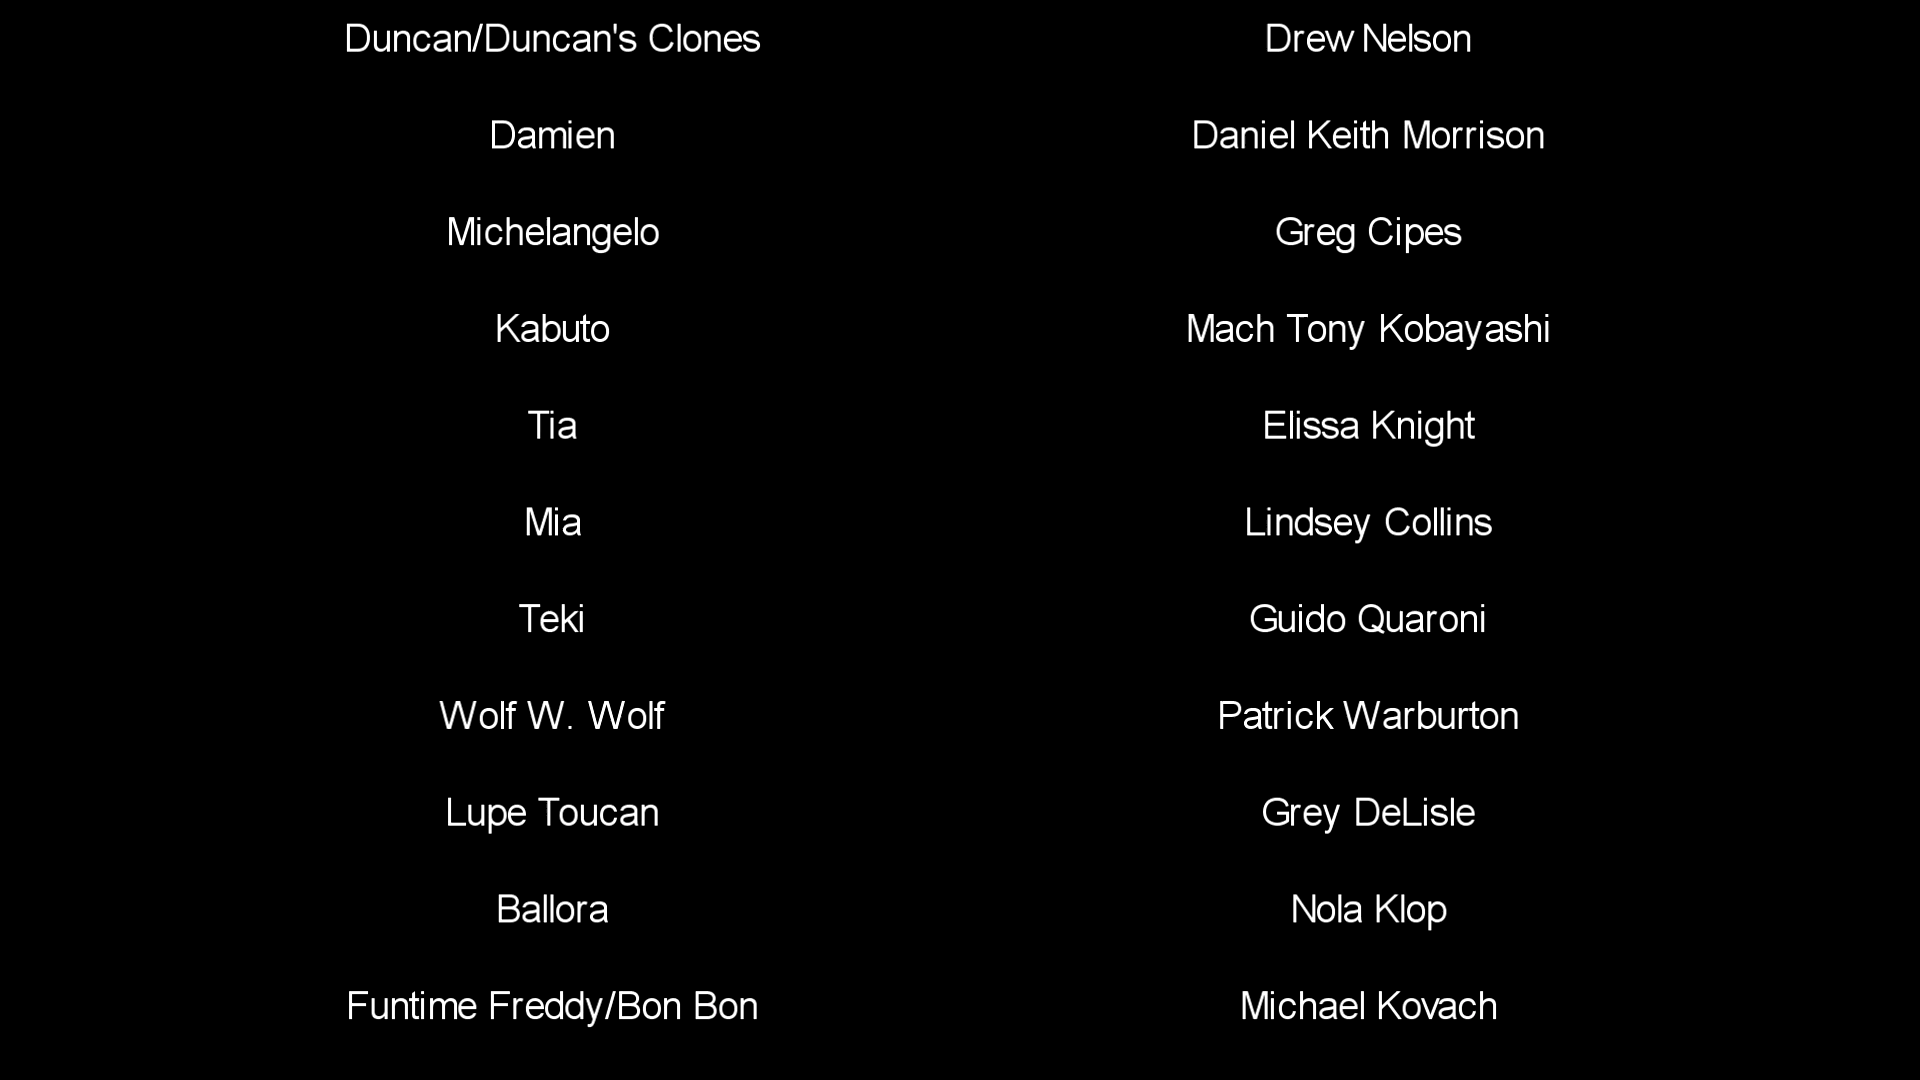 Duncan/Duncan's Clones Drew Nelson
Damien Daniel Keith Morrison
Michelangelo Greg Cipes
Kabuto Mach Tony Kobayashi
Tia Elissa Knight
Mia Lindsey Collins
Teki Guido Quaroni
Wolf W. Wolf Patrick Warburton
Lupe Toucan Grey DeLisle
Ballora Nola Klop
Funtime Freddy/Bon Bon Michael Kovach